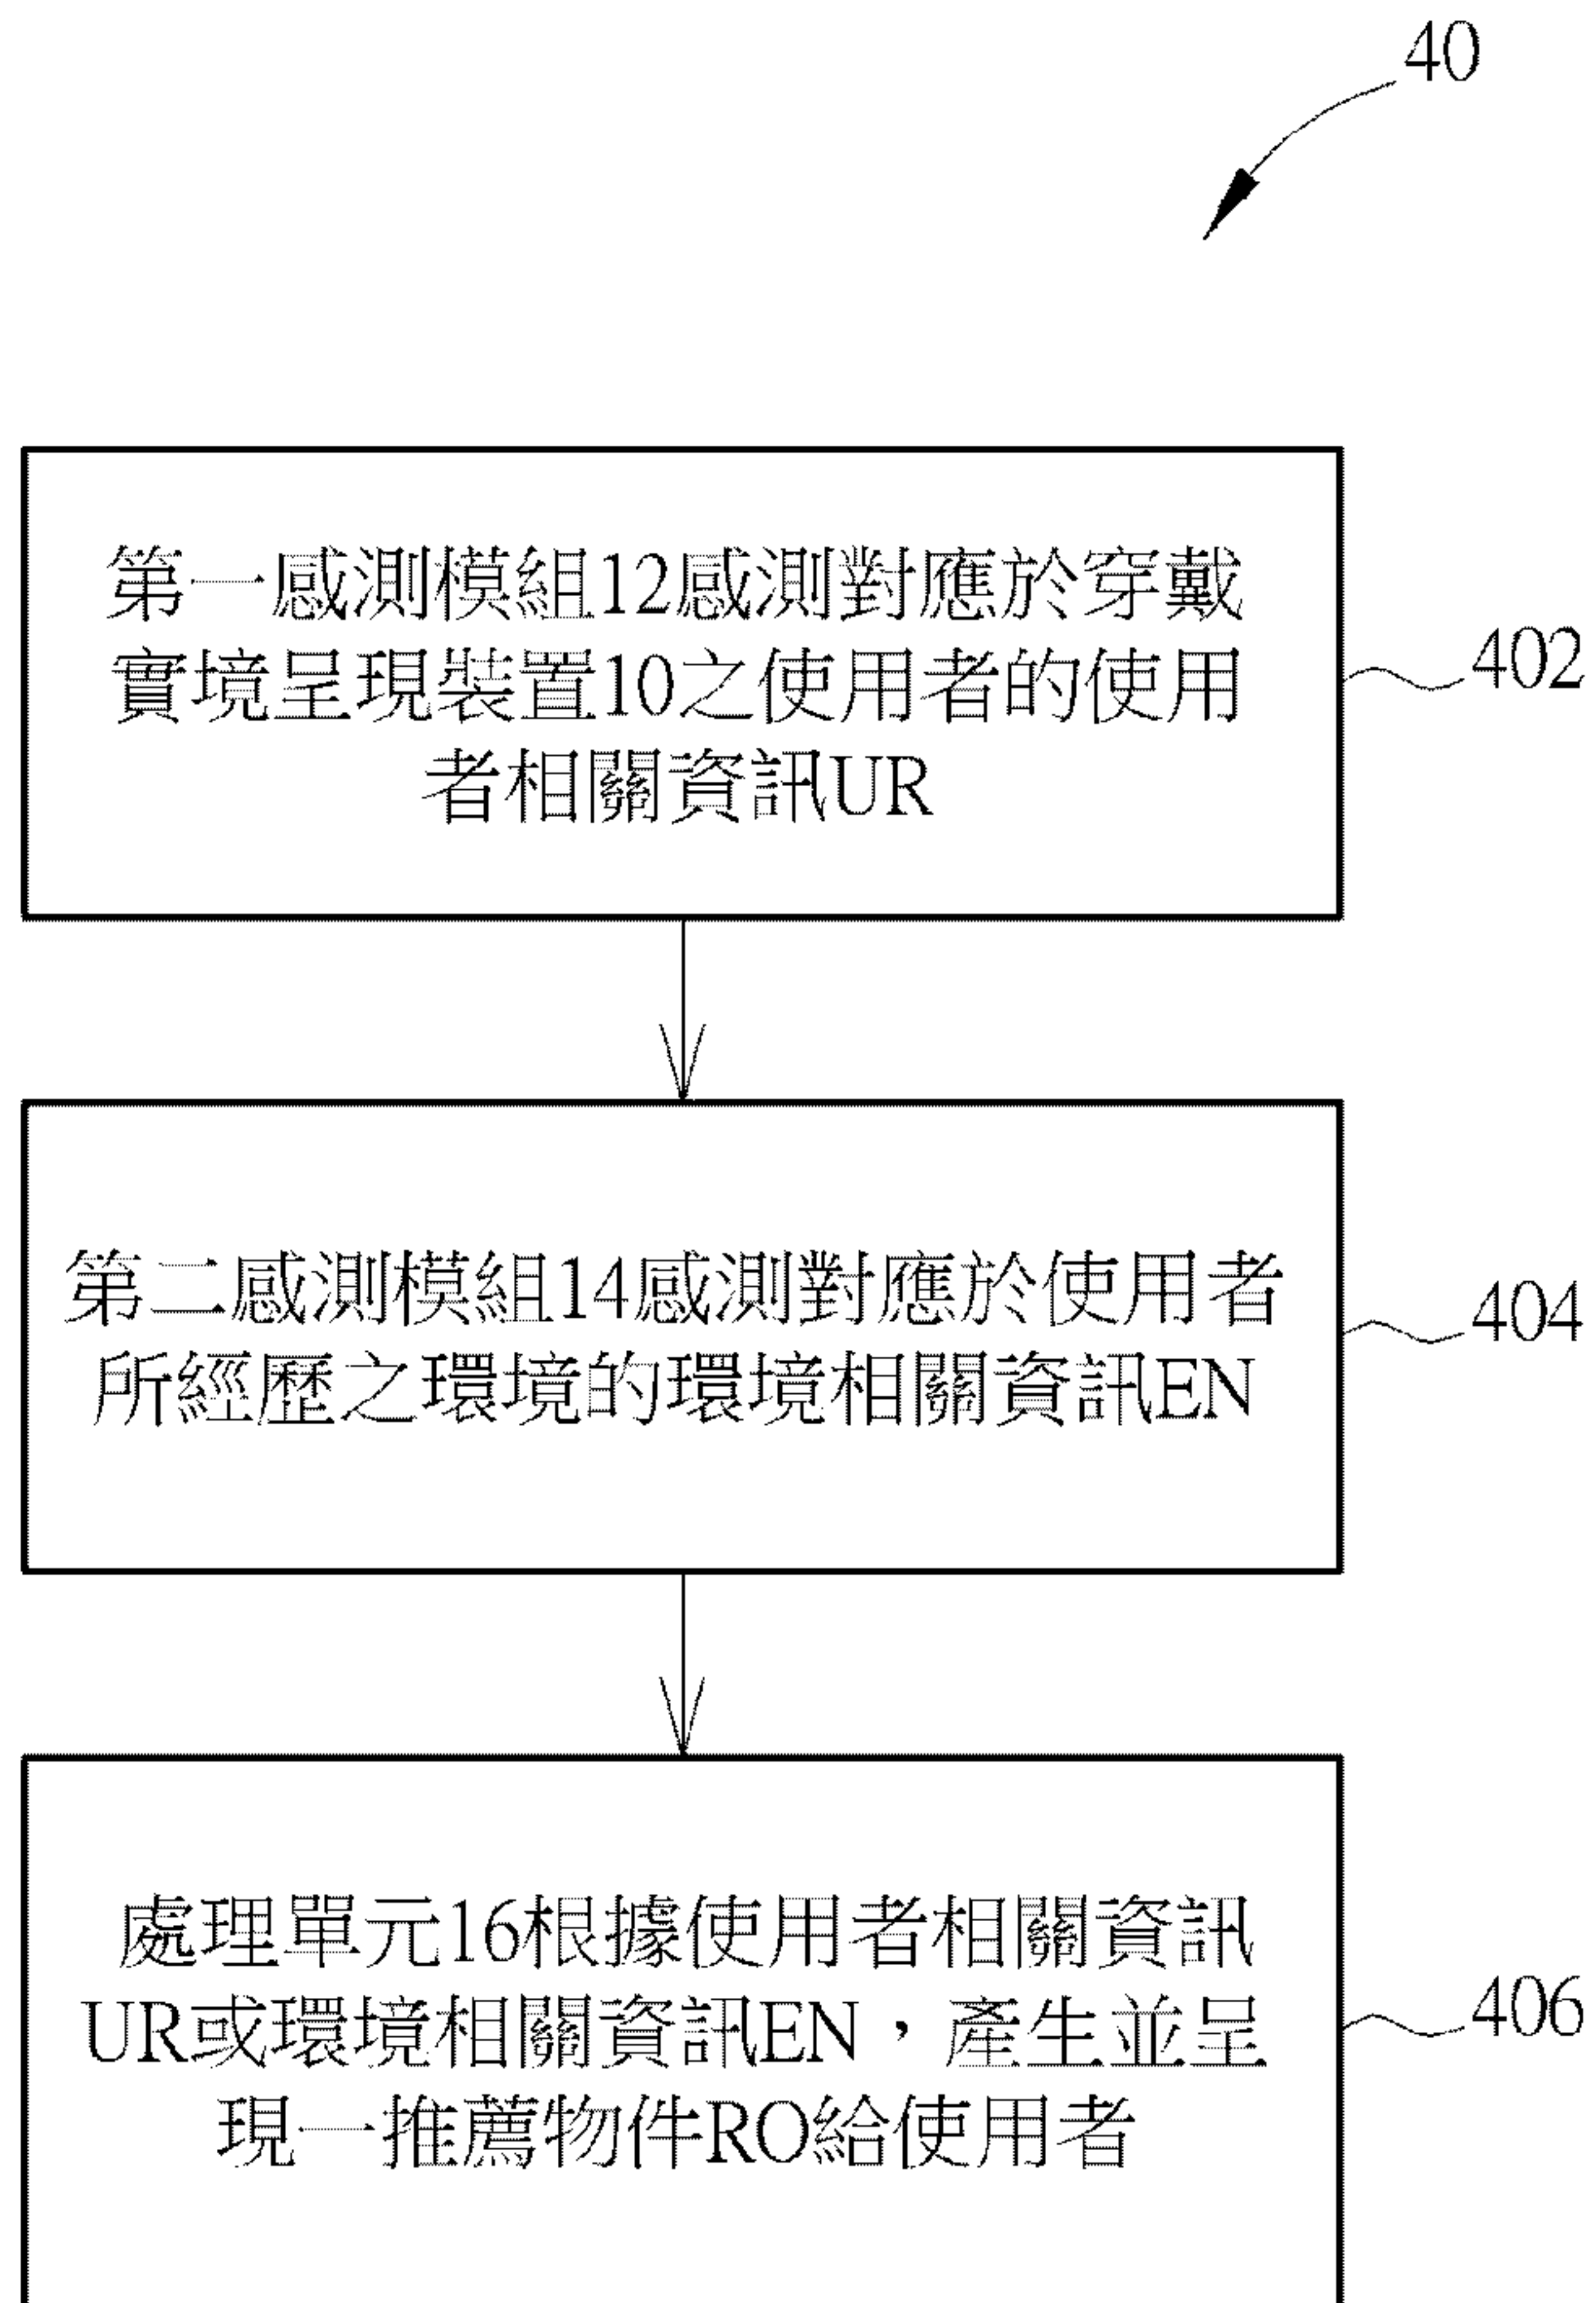 40
第一感測模組12感測對應於穿戴
實境呈現裝置10之使用者的使用
者相關資訊UR
402
第二感測模組14感測對應於使用者
所經歷之環境的環境相關資訊EN
404
處理單元16根據使用者相關資訊
UR或環境相關資訊EN，產生並呈
現一推薦物件RO給使用者
406